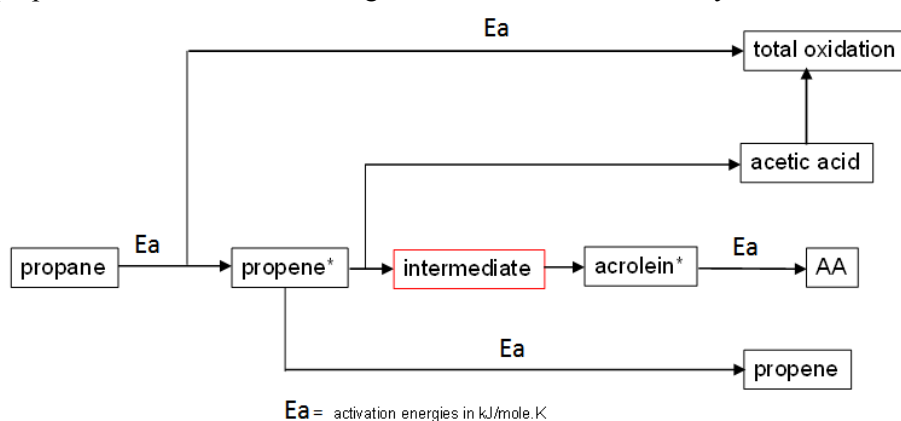 Ea
total oxidation
acetic acid
propane Ea propene* intermediate acrolein* Ea AA
Ea
propene
Ea = activation energies in kJ/mole.K